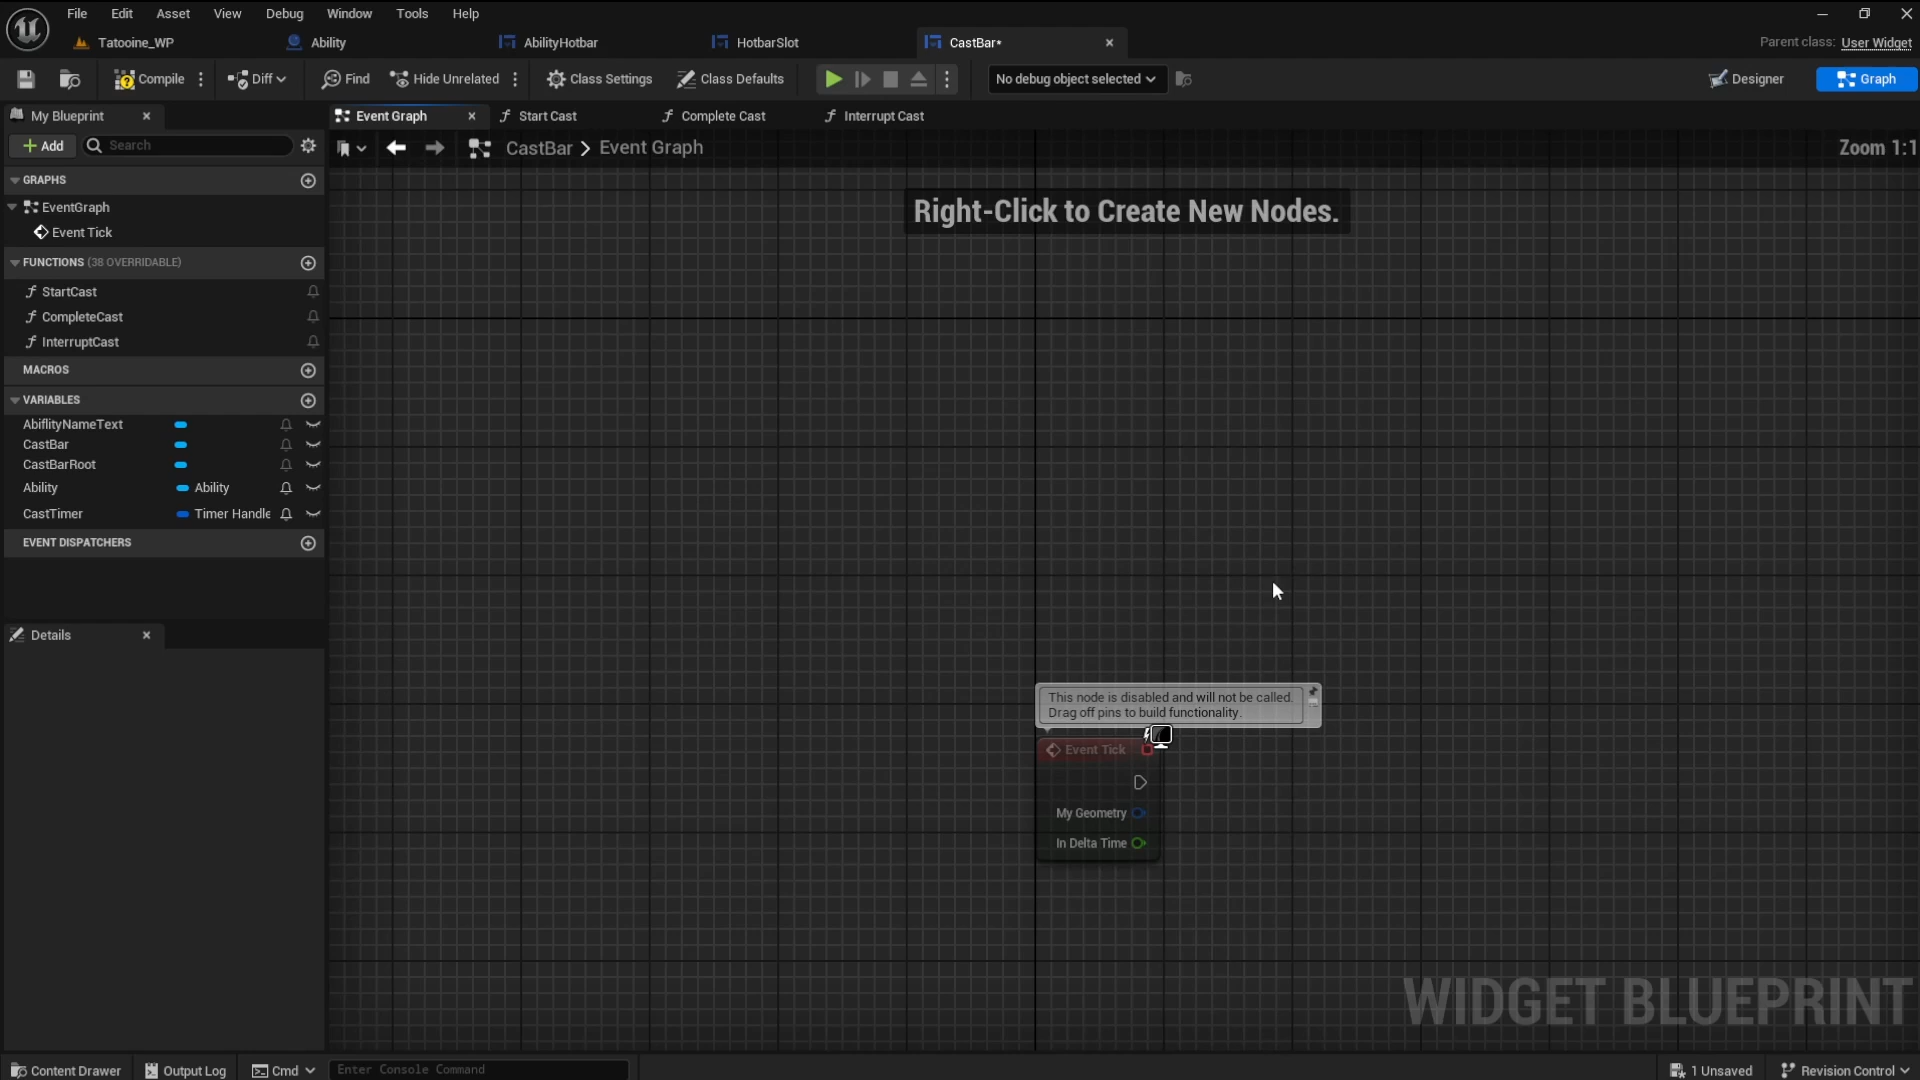 File Edit Asset View Debug Window Tools Help
Tatooine_WP Ability AbilityHotbar HotbarSlot CastBar*
Parent class: User Widget
Compile Diff Find Hide Unrelated Class Settings Class Defaults No debug object selected Designer Graph
My Blueprint
Event Graph Start Cast Complete Cast Interrupt Cast
Add Search
CastBar > Event Graph
Zoom 1:1
Right-Click to Create New Nodes.
GRAPHS
EventGraph
Event Tick
FUNCTIONS (38 OVERRIDABLE)
StartCast
CompleteCast
InterruptCast
MACROS
VARIABLES
AbiflityNameText
CastBar
CastBarRoot
Ability Ability
CastTimer Timer Handle
EVENT DISPATCHERS
Details
This node is disabled and will not be called.
Drag off pins to build functionality.
Event Tick
My Geometry
In Delta Time
WIDGET BLUEPRINT
Content Drawer Output Log Cmd Enter Console Command 1 Unsaved Revision Control